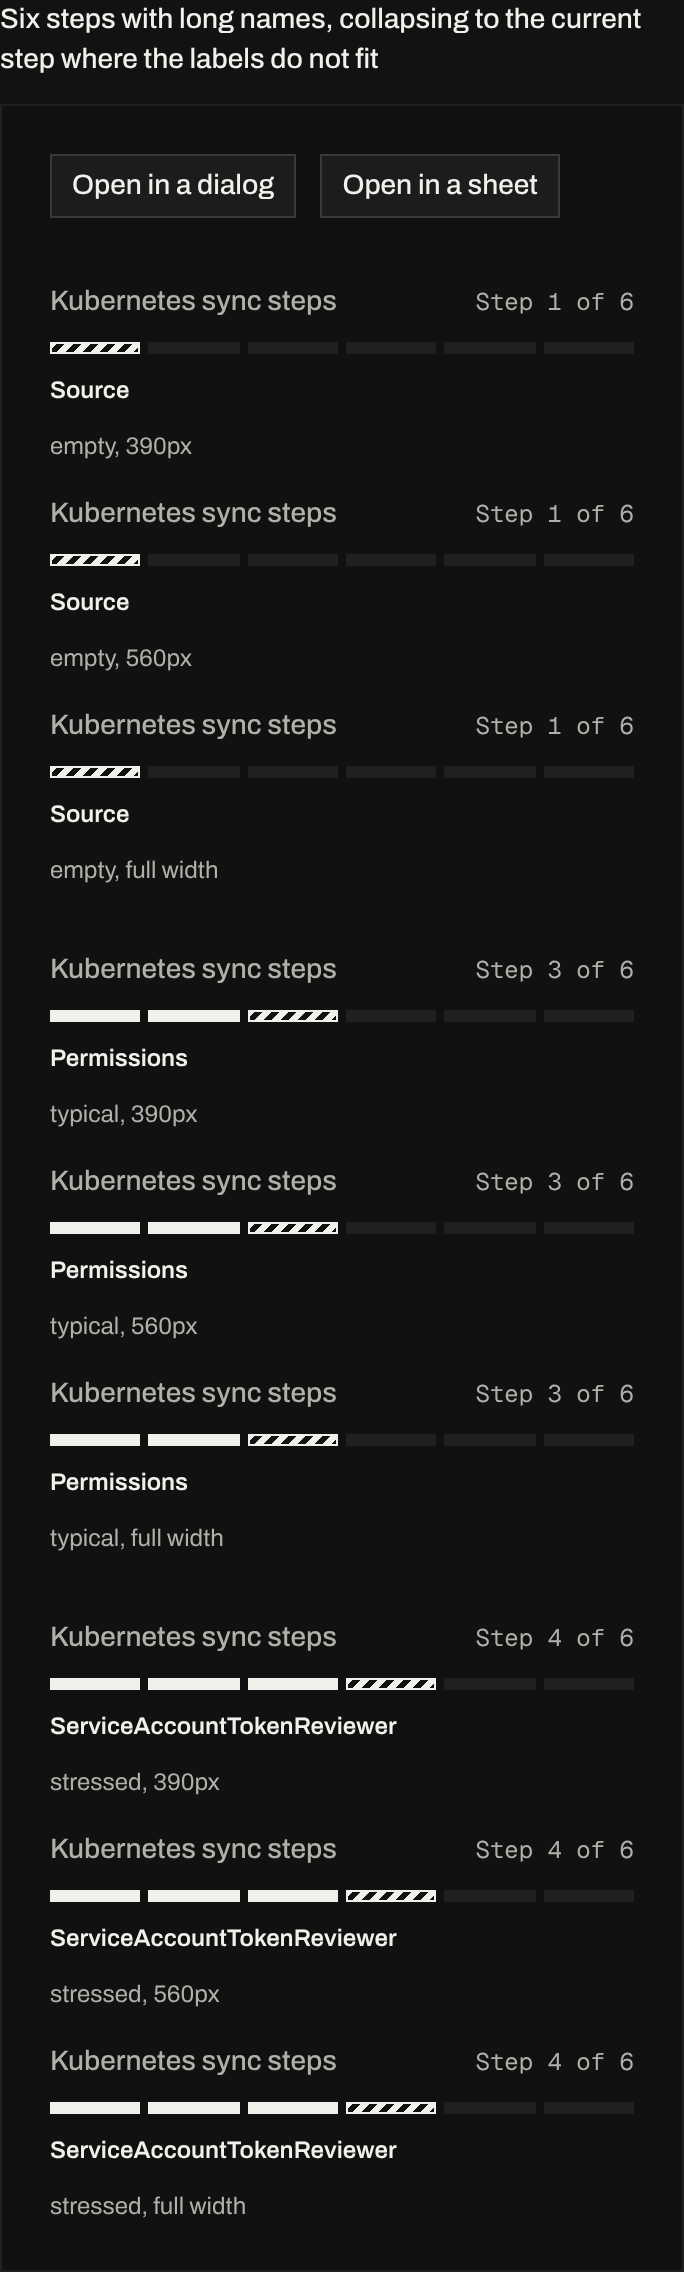 Six steps with long names, collapsing to the current
step where the labels do not fit
Open in a dialog
Open in a sheet
Kubernetes sync steps
Step 1 of 6
Source
empty, 390px
Kubernetes sync steps
Step 1 of 6
Source
empty, 560px
Kubernetes sync steps
Step 1 of 6
Source
empty, full width
Kubernetes sync steps
Step 3 of 6
Permissions
typical, 390px
Kubernetes sync steps
Step 3 of 6
Permissions
typical, 560px
Kubernetes sync steps
Step 3 of 6
Permissions
typical, full width
Kubernetes sync steps
Step 4 of 6
ServiceAccountTokenReviewer
stressed, 390px
Kubernetes sync steps
Step 4 of 6
ServiceAccountTokenReviewer
stressed, 560px
Kubernetes sync steps
Step 4 of 6
ServiceAccountTokenReviewer
stressed, full width